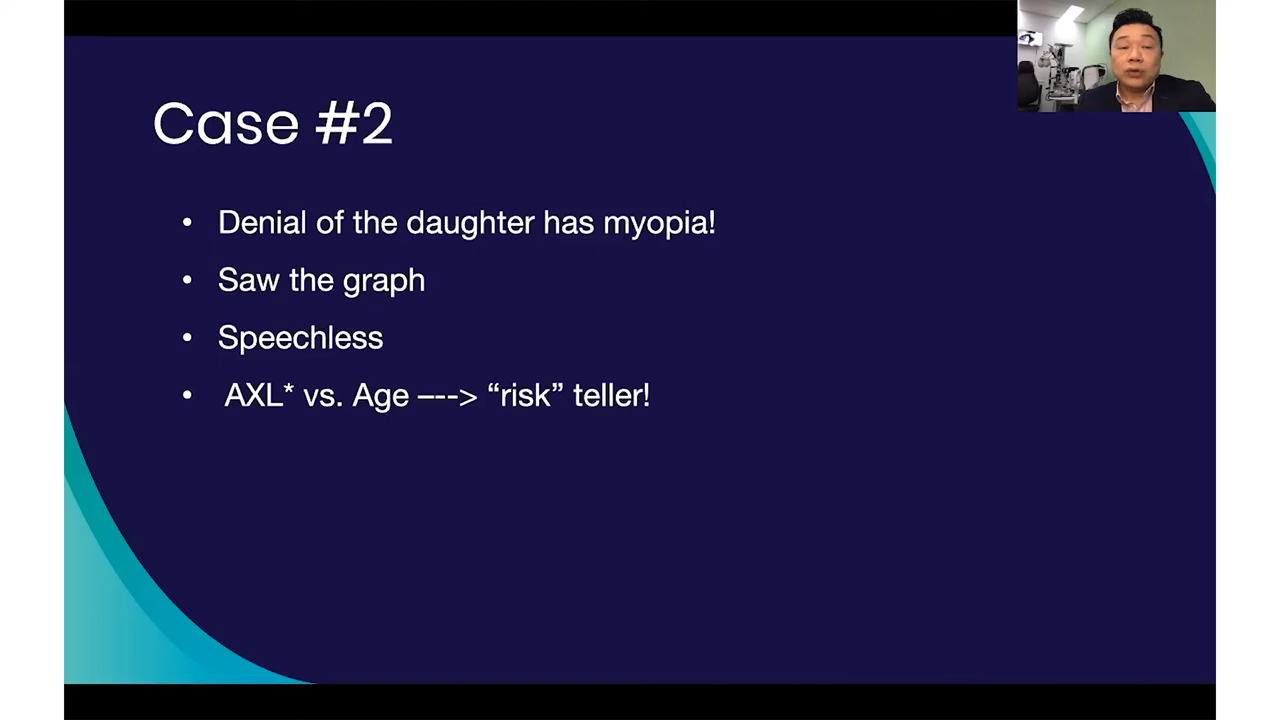 Case #2
• Denial of the daughter has myopia!
• Saw the graph
• Speechless
• AXL* vs. Age –--> “risk” teller!